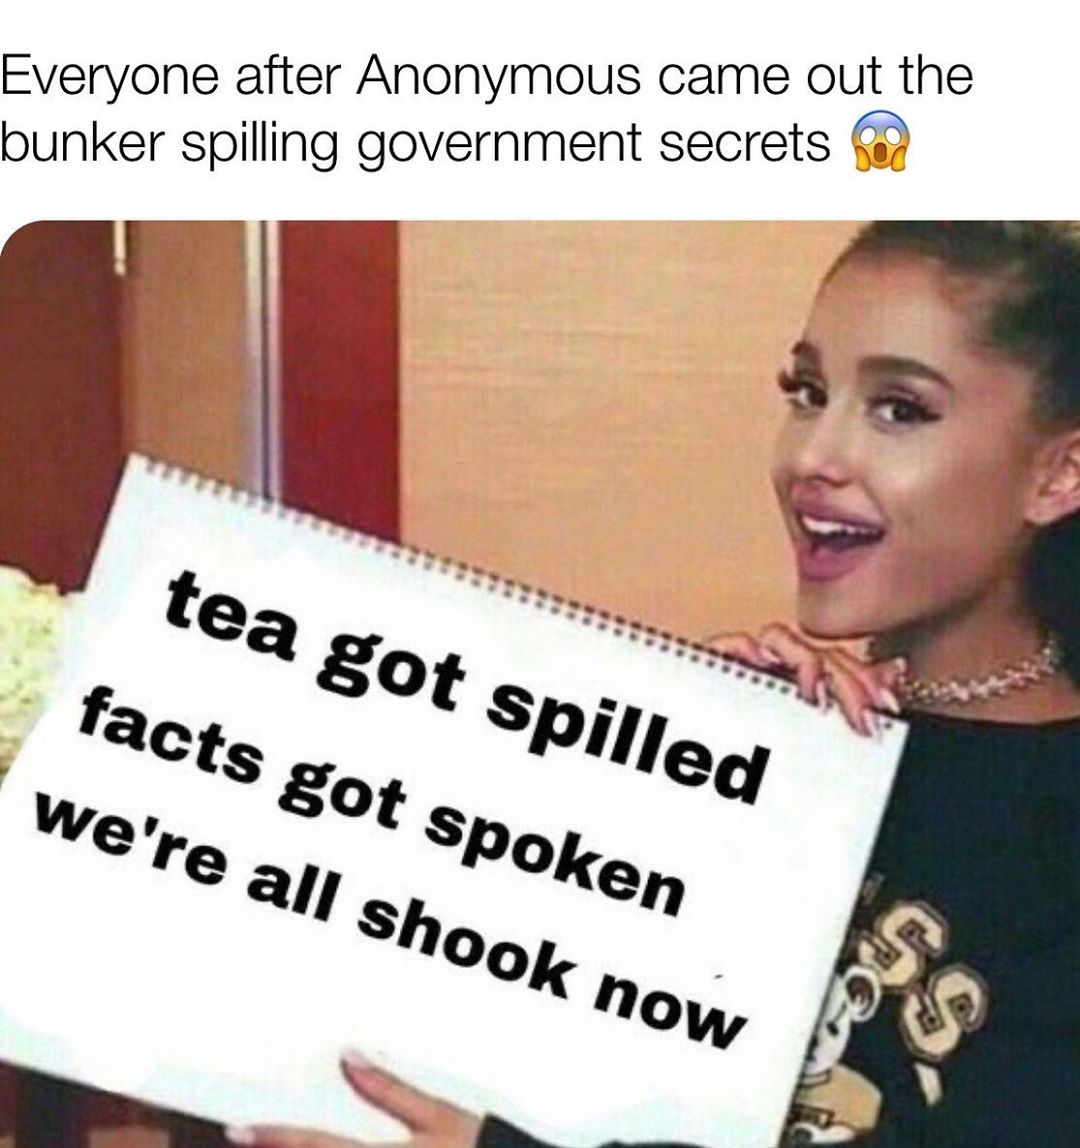 Everyone after Anonymous came out the
bunker spilling government secrets 😱
tea got spilled
facts got spoken
we're all shook now